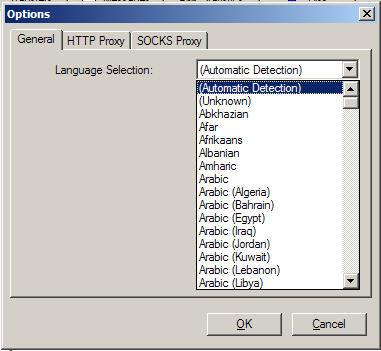 Options
General
HTTP Proxy
SOCKS Proxy
Language Selection:
(Automatic Detection)
(Automatic Detection)
(Unknown)
Abkhazian
Afar
Afrikaans
Albanian
Amharic
Arabic
Arabic (Algeria)
Arabic (Bahrain)
Arabic (Egypt)
Arabic (Iraq)
Arabic (Jordan)
Arabic (Kuwait)
Arabic (Lebanon)
Arabic (Libya)
OK
Cancel